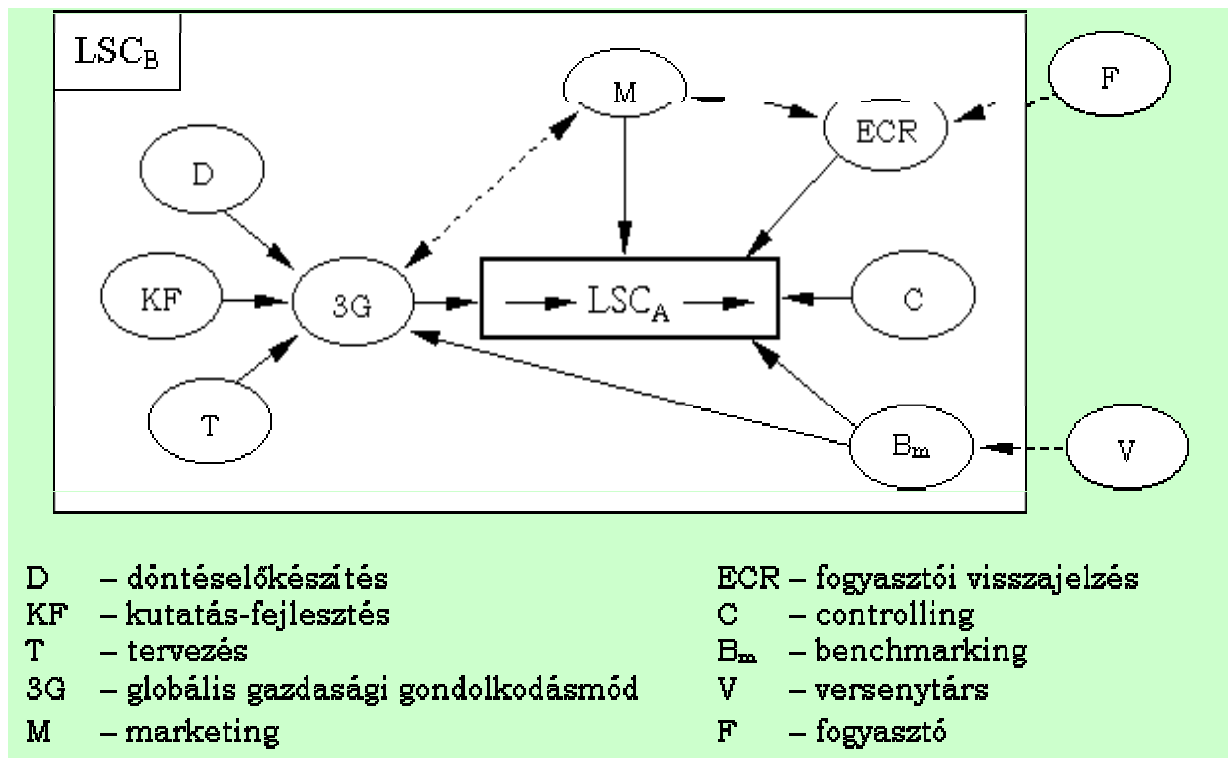 LSC_B
F
M
ECR
D
KF
3G
LSC_A
C
T
B_m
V
D – döntéselőkészítés
KF – kutatás-fejlesztés
T – tervezés
3G – globális gazdasági gondolkodásmód
M – marketing
ECR – fogyasztói visszajelzés
C – controlling
B_m – benchmarking
V – versenytárs
F – fogyasztó